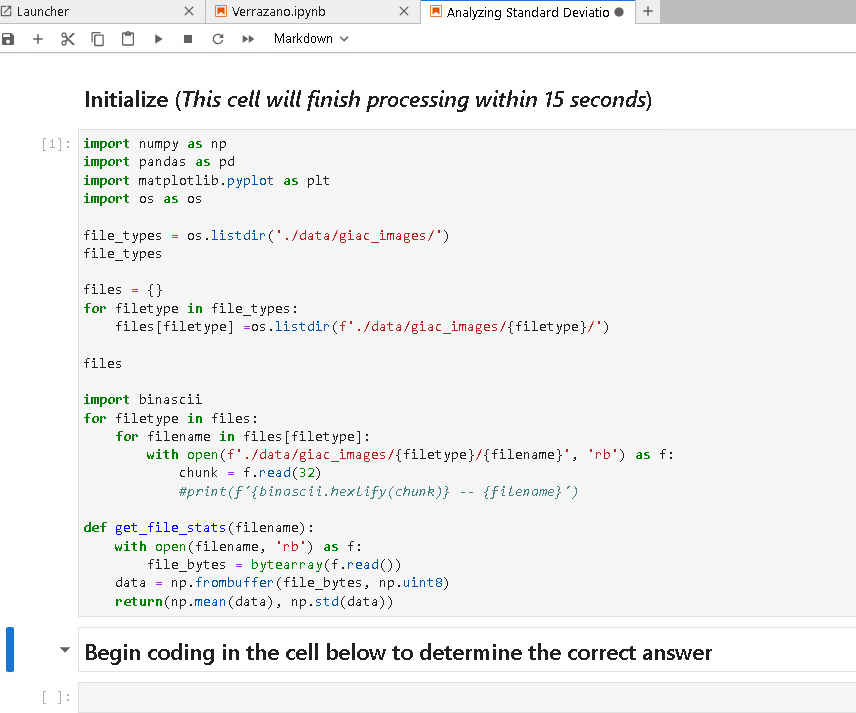 Launcher
Verrazano.ipynb
Analyzing Standard Deviatio
Markdown
Initialize (This cell will finish processing within 15 seconds)
[1]:
import numpy as np
import pandas as pd
import matplotlib.pyplot as plt
import os as os
file_types = os.listdir('./data/giac_images/')
file_types
files = {}
for filetype in file_types:
    files[filetype] =os.listdir(f'./data/giac_images/{filetype}/')
files
import binascii
for filetype in files:
    for filename in files[filetype]:
        with open(f'./data/giac_images/{filetype}/{filename}', 'rb') as f:
            chunk = f.read(32)
            #print(f'{binascii.hexlify(chunk)} -- {filename}')
def get_file_stats(filename):
    with open(filename, 'rb') as f:
        file_bytes = bytearray(f.read())
    data = np.frombuffer(file_bytes, np.uint8)
    return(np.mean(data), np.std(data))
Begin coding in the cell below to determine the correct answer
[ ]: